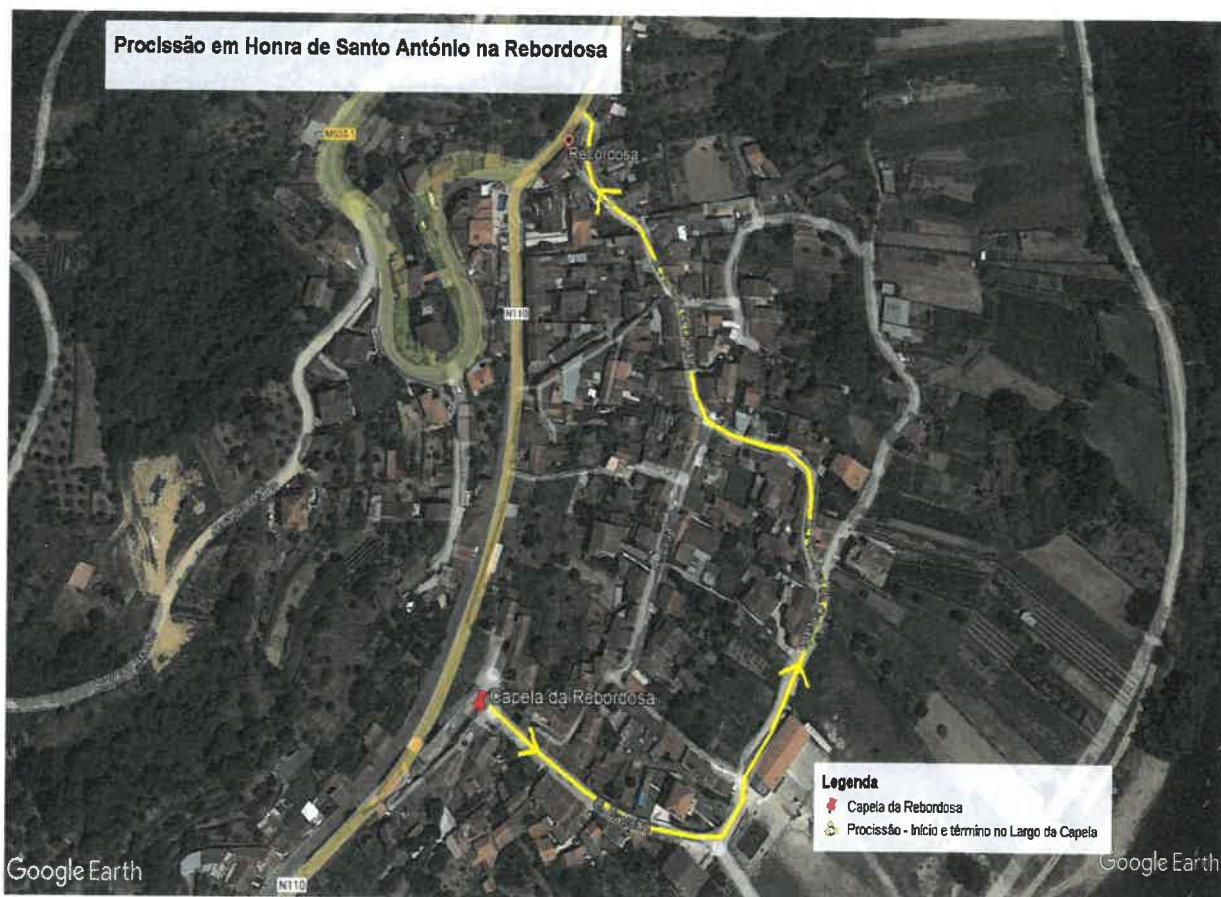 Procissão em Honra de Santo António na Rebordosa
Rebordosa
N110
Capela da Rebordosa
Legenda
Capela da Rebordosa
Procissão - Início e término no Largo da Capela
Google Earth
Google Earth
N110